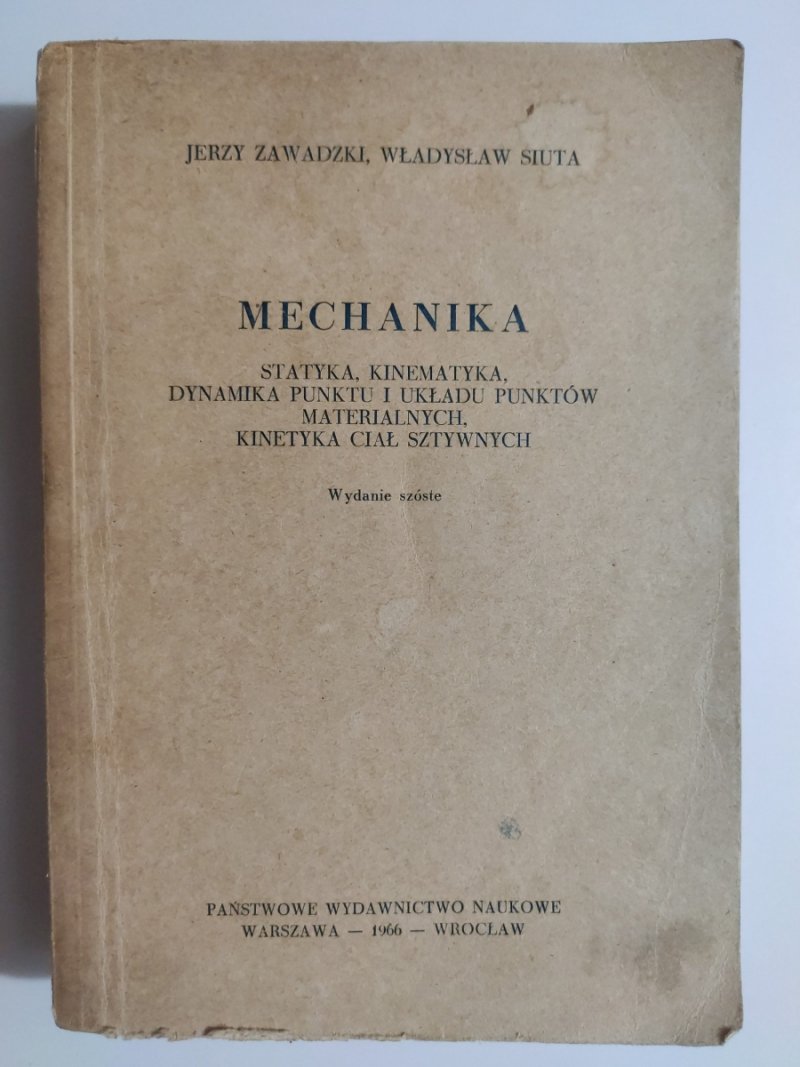 JERZY ZAWADZKI, WŁADYSŁAW SIUTA
MECHANIKA
STATYKA, KINEMATYKA,
DYNAMIKA PUNKTU I UKŁADU PUNKTÓW
MATERIALNYCH,
KINETYKA CIAŁ SZTYWNYCH
Wydanie szóste
PAŃSTWOWE WYDAWNICTWO NAUKOWE
WARSZAWA — 1966 — WROCŁAW